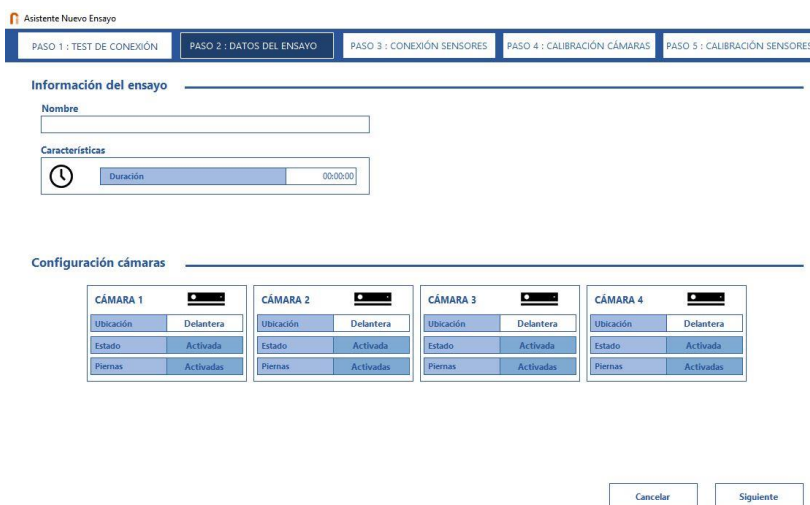 Asistente Nuevo Ensayo
PASO 1 : TEST DE CONEXIÓN PASO 2 : DATOS DEL ENSAYO PASO 3 : CONEXIÓN SENSORES PASO 4 : CALIBRACIÓN CÁMARAS PASO 5 : CALIBRACIÓN SENSORES
Información del ensayo
Nombre
Características
Duración 00:00:00
Configuración cámaras
CÁMARA 1 CÁMARA 2 CÁMARA 3 CÁMARA 4
Ubicación Delantera Ubicación Delantera Ubicación Delantera Ubicación Delantera
Estado Activada Estado Activada Estado Activada Estado Activada
Piernas Activadas Piernas Activadas Piernas Activadas Piernas Activadas
Cancelar Siguiente